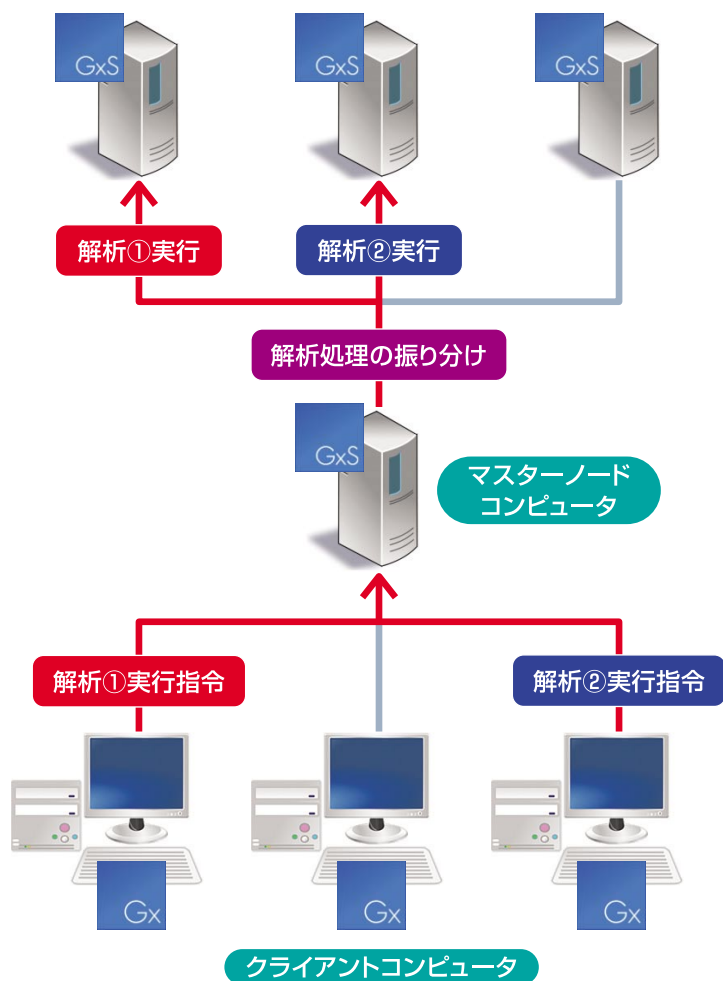 GxS
GxS
GxS
解析①実行
解析②実行
解析処理の振り分け
GxS
マスターノード
コンピュータ
解析①実行指令
解析②実行指令
Gx
Gx
Gx
クライアントコンピュータ